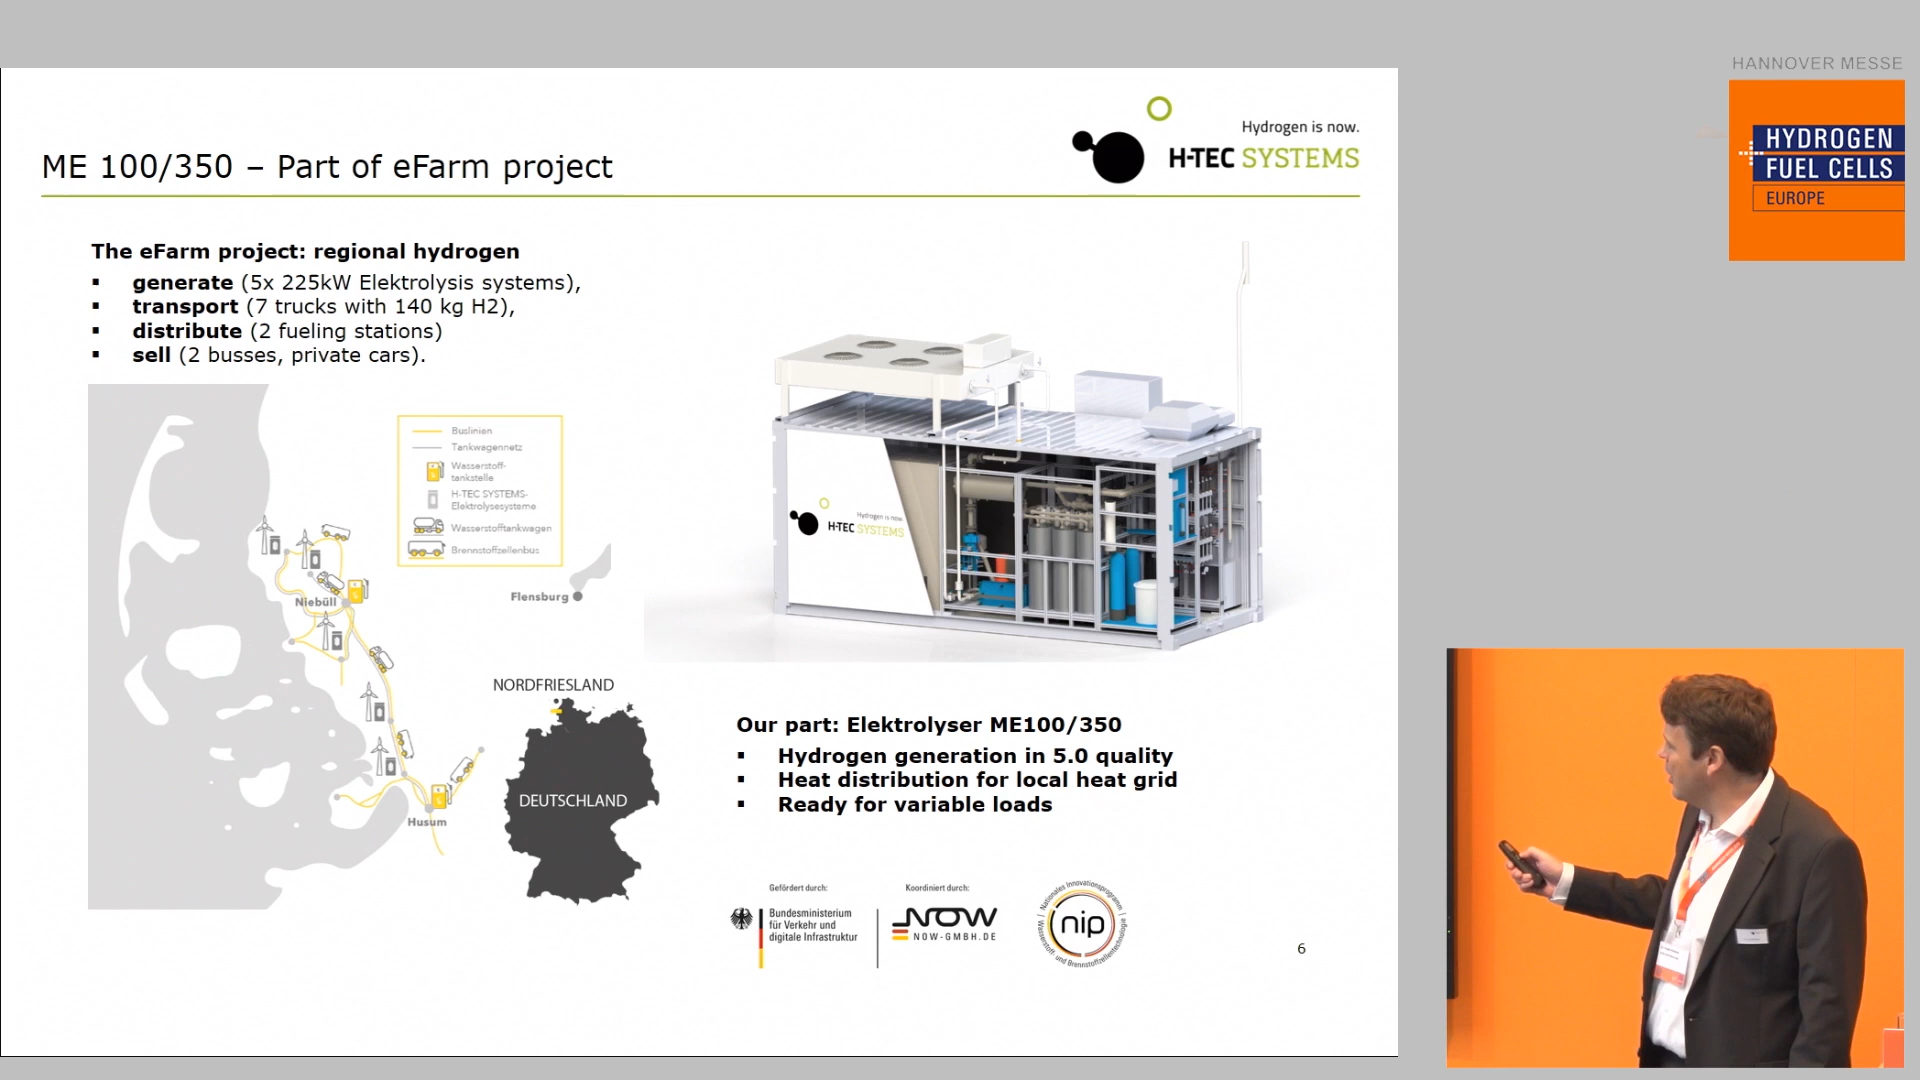 HANNOVER MESSE
HYDROGEN
FUEL CELLS
EUROPE
Hydrogen is now.
H-TEC SYSTEMS
ME 100/350 – Part of eFarm project
The eFarm project: regional hydrogen
▪ generate (5x 225kW Elektrolysis systems),
▪ transport (7 trucks with 140 kg H2),
▪ distribute (2 fueling stations)
▪ sell (2 busses, private cars).
Buslinien
Tankwagennetz
Wasserstoff-
tankstelle
H-TEC SYSTEMS-
Elektrolysesysteme
Wasserstofftankwagen
Brennstoffzellenbus
Niebüll
Flensburg
Husum
NORDFRIESLAND
DEUTSCHLAND
Hydrogen is now.
H-TEC SYSTEMS
Our part: Elektrolyser ME100/350
▪ Hydrogen generation in 5.0 quality
▪ Heat distribution for local heat grid
▪ Ready for variable loads
Gefördert durch:
Bundesministerium
für Verkehr und
digitale Infrastruktur
Koordiniert durch:
NOW
NOW-GMBH.DE
Nationales Innovationsprogramm
nip
Wasserstoff- und Brennstoffzellentechnologie
6